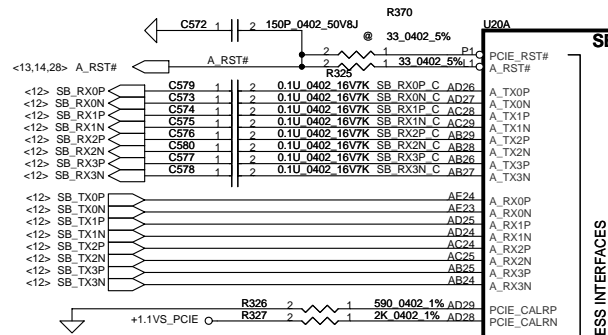 R370
U20A
C572 1 2 150P_0402_50V8J
@ 33_0402_5%
SB
2 1 P1 PCIE_RST#
<13,14,28> A_RST# A_RST# 2 1 33_0402_5% L1 A_RST#
R325
<12> SB_RX0P C579 1 2 0.1U_0402_16V7K SB_RX0P_C AD26 A_TX0P
<12> SB_RX0N C573 1 2 0.1U_0402_16V7K SB_RX0N_C AD27 A_TX0N
<12> SB_RX1P C574 1 2 0.1U_0402_16V7K SB_RX1P_C AC28 A_TX1P
<12> SB_RX1N C575 1 2 0.1U_0402_16V7K SB_RX1N_C AC29 A_TX1N
<12> SB_RX2P C576 1 2 0.1U_0402_16V7K SB_RX2P_C AB29 A_TX2P
<12> SB_RX2N C580 1 2 0.1U_0402_16V7K SB_RX2N_C AB28 A_TX2N
<12> SB_RX3P C577 1 2 0.1U_0402_16V7K SB_RX3P_C AB26 A_TX3P
<12> SB_RX3N C578 1 2 0.1U_0402_16V7K SB_RX3N_C AB27 A_TX3N
<12> SB_TX0P AE24 A_RX0P
<12> SB_TX0N AE23 A_RX0N
<12> SB_TX1P AD25 A_RX1P
<12> SB_TX1N AD24 A_RX1N
<12> SB_TX2P AC24 A_RX2P
<12> SB_TX2N AC25 A_RX2N
<12> SB_TX3P AB25 A_RX3P
<12> SB_TX3N AB24 A_RX3N
R326 2 1 590_0402_1% AD29 PCIE_CALRP
+1.1VS_PCIE R327 2 1 2K_0402_1% AD28 PCIE_CALRN
ESS INTERFACES